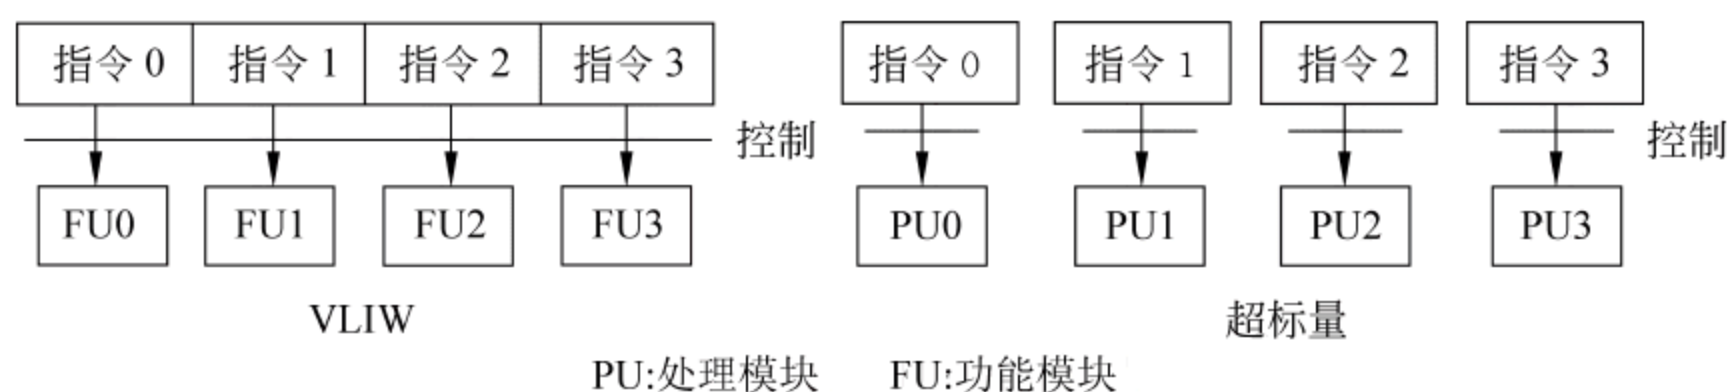 指令 0 指令 1 指令 2 指令 3 指令 0 指令 1 指令 2 指令 3
控制 控制
FU0 FU1 FU2 FU3 PU0 PU1 PU2 PU3
VLIW 超标量
PU:处理模块 FU:功能模块